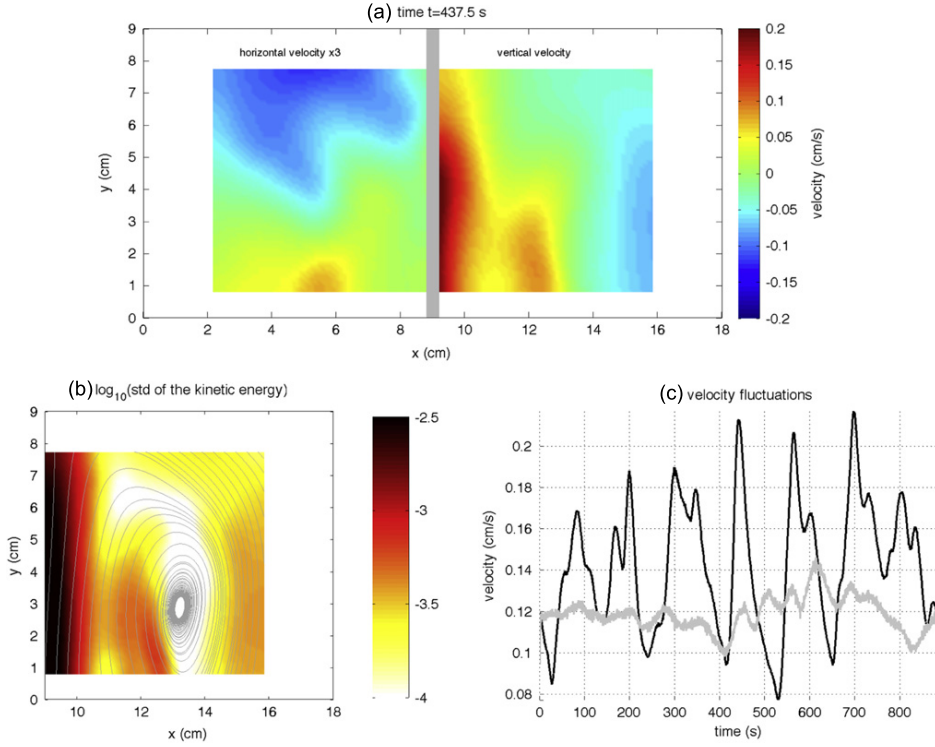 (a) time t=437.5 s
horizontal velocity x3
vertical velocity
9
8
7
6
5
4
3
2
1
0
y (cm)
0 2 4 6 8 10 12 14 16 18
x (cm)
0.2
0.15
0.1
0.05
0
-0.05
-0.1
-0.15
-0.2
velocity (cm/s)
(b) log10(std of the kinetic energy)
9
8
7
6
5
4
3
2
1
0
y (cm)
10 12 14 16 18
x (cm)
-2.5
-3
-3.5
-4
(c) velocity fluctuations
0.2
0.18
0.16
0.14
0.12
0.1
0.08
velocity (cm/s)
0 100 200 300 400 500 600 700 800
time (s)